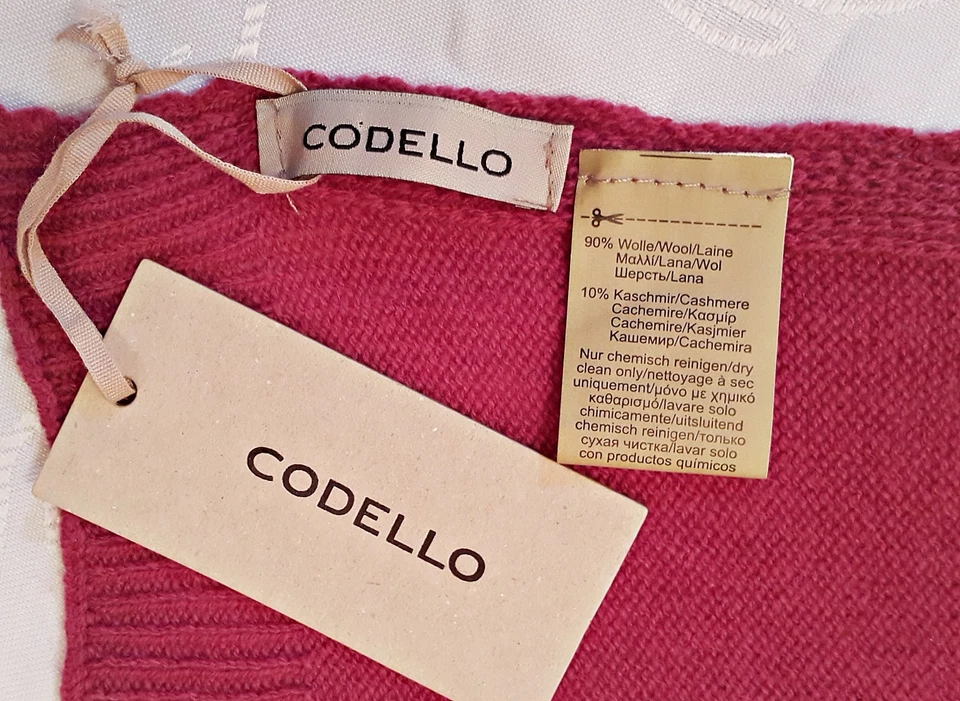 CODELLO
90% Wolle/Wool/Laine
Μαλλί/Lana/Wol
Шерсть/Lana
10% Kaschmir/Cashmere
Cachemire/Κασμίρ
Cachemire/Kasjmier
Кашемир/Cachemira
Nur chemisch reinigen/dry
clean only/nettoyage à sec
uniquement/μόνο με χημικό
καθαρισμό/lavare solo
chimicamente/uitsluitend
chemisch reinigen/только
сухая чистка/lavar solo
con productos químicos
CODELLO